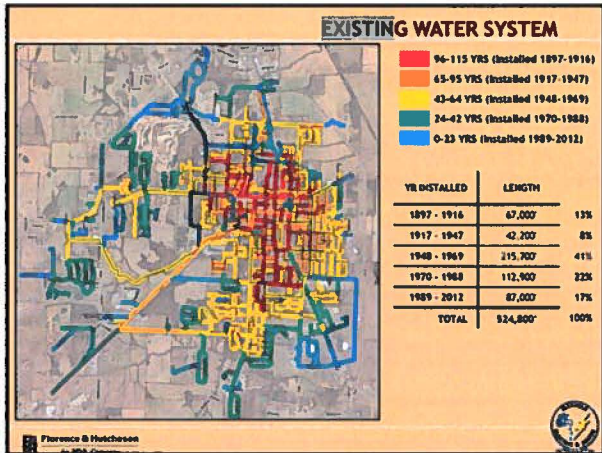 EXISTING WATER SYSTEM
96-115 YRS (Installed 1897-1916)
65-95 YRS (Installed 1917-1947)
43-64 YRS (Installed 1948-1969)
24-42 YRS (Installed 1970-1988)
0-23 YRS (Installed 1989-2012)
YR INSTALLED LENGTH
1897 - 1916 67,000' 13%
1917 - 1947 42,200' 8%
1948 - 1969 215,700' 41%
1970 - 1988 112,900' 22%
1989 - 2012 87,000' 17%
TOTAL 524,800' 100%
Florence & Hutcheson